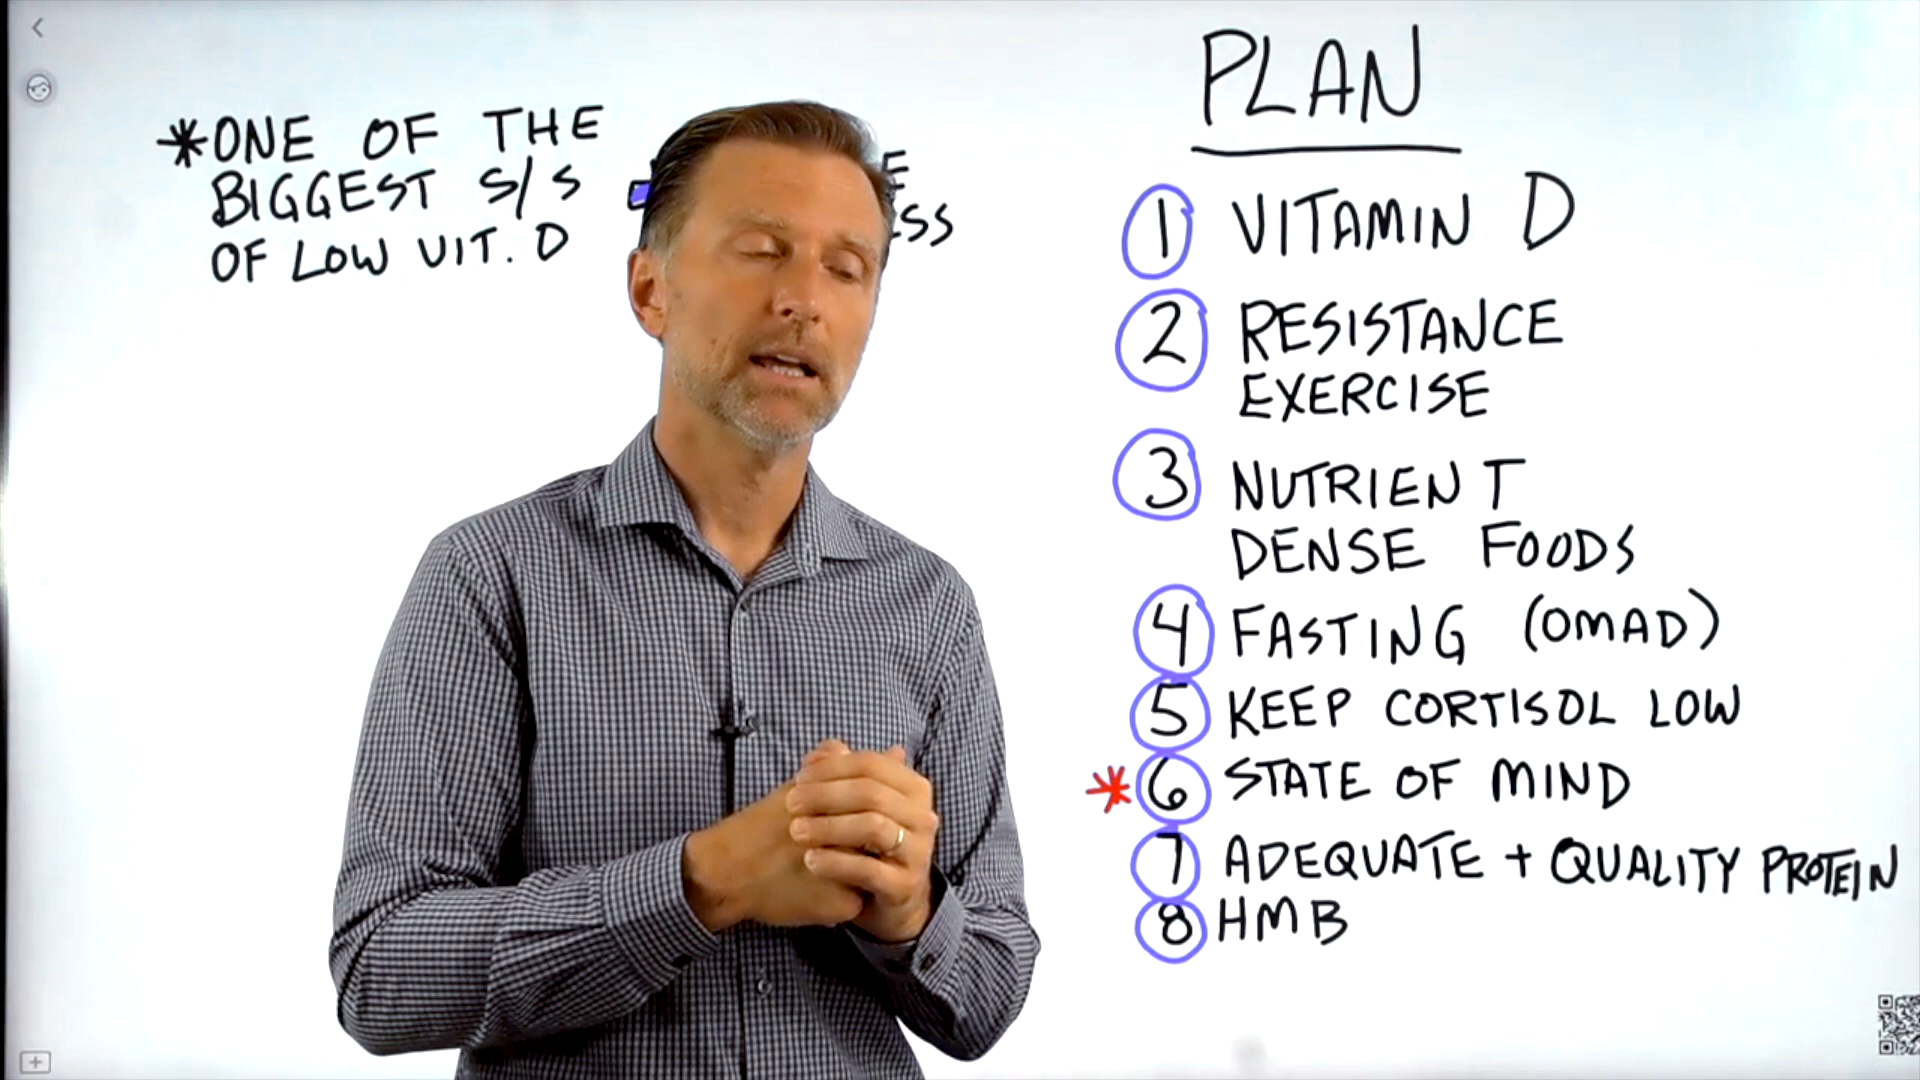 *ONE OF THE
BIGGEST S/S
OF LOW VIT. D
PLAN
1 VITAMIN D
2 RESISTANCE
EXERCISE
3 NUTRIENT
DENSE FOODS
4 FASTING (OMAD)
5 KEEP CORTISOL LOW
* 6 STATE OF MIND
7 ADEQUATE + QUALITY PROTEIN
8 HMB